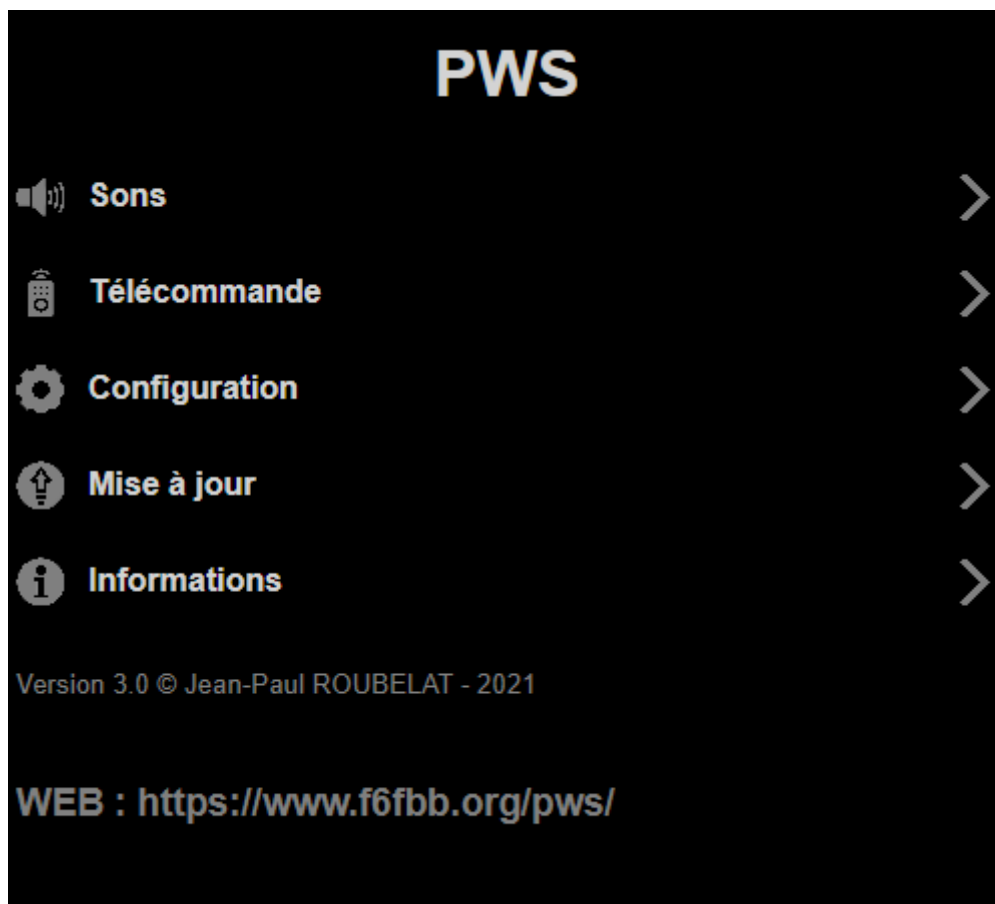 PWS
Sons
Télécommande
Configuration
Mise à jour
Informations
Version 3.0 © Jean-Paul ROUBELAT - 2021
WEB : https://www.f6fbb.org/pws/